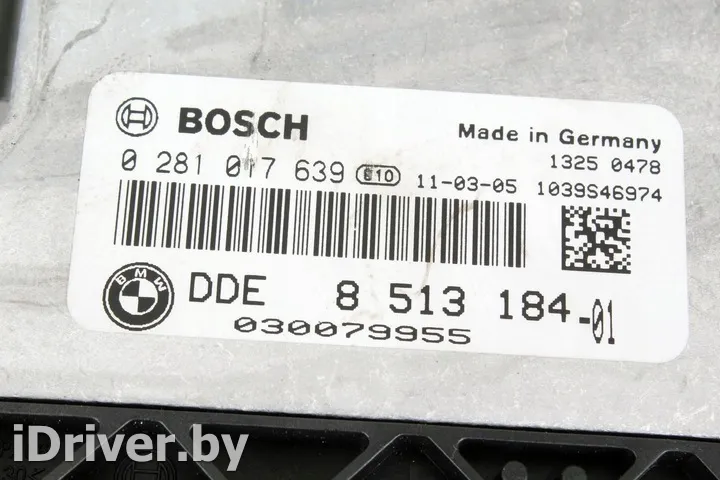 BOSCH
Made in Germany
1325 0478
0 281 017 639 11-03-05 1039S46974
BMW
DDE 8 513 184-01
030079955
iDriver.by